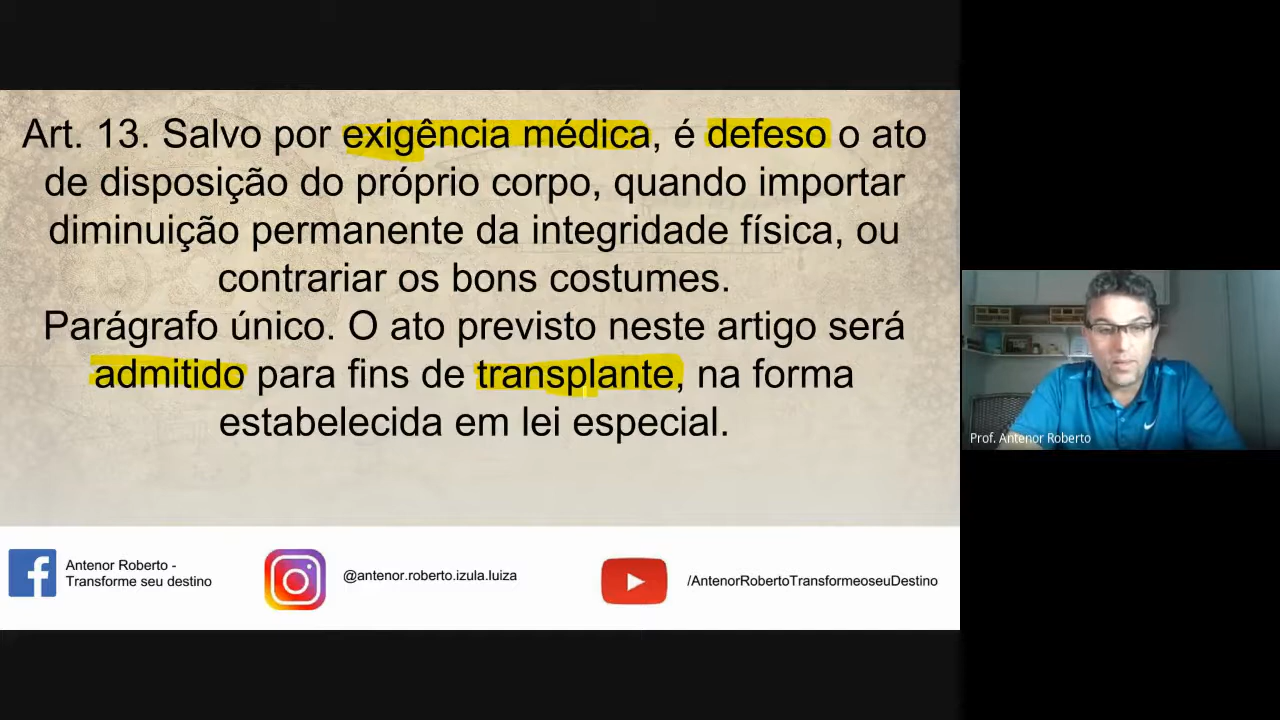 Art. 13. Salvo por exigência médica, é defeso o ato
de disposição do próprio corpo, quando importar
diminuição permanente da integridade física, ou
contrariar os bons costumes.
Parágrafo único. O ato previsto neste artigo será
admitido para fins de transplante, na forma
estabelecida em lei especial.
Prof. Antenor Roberto
Antenor Roberto -
Transforme seu destino
@antenor.roberto.izula.luiza
/AntenorRobertoTransformeoseuDestino